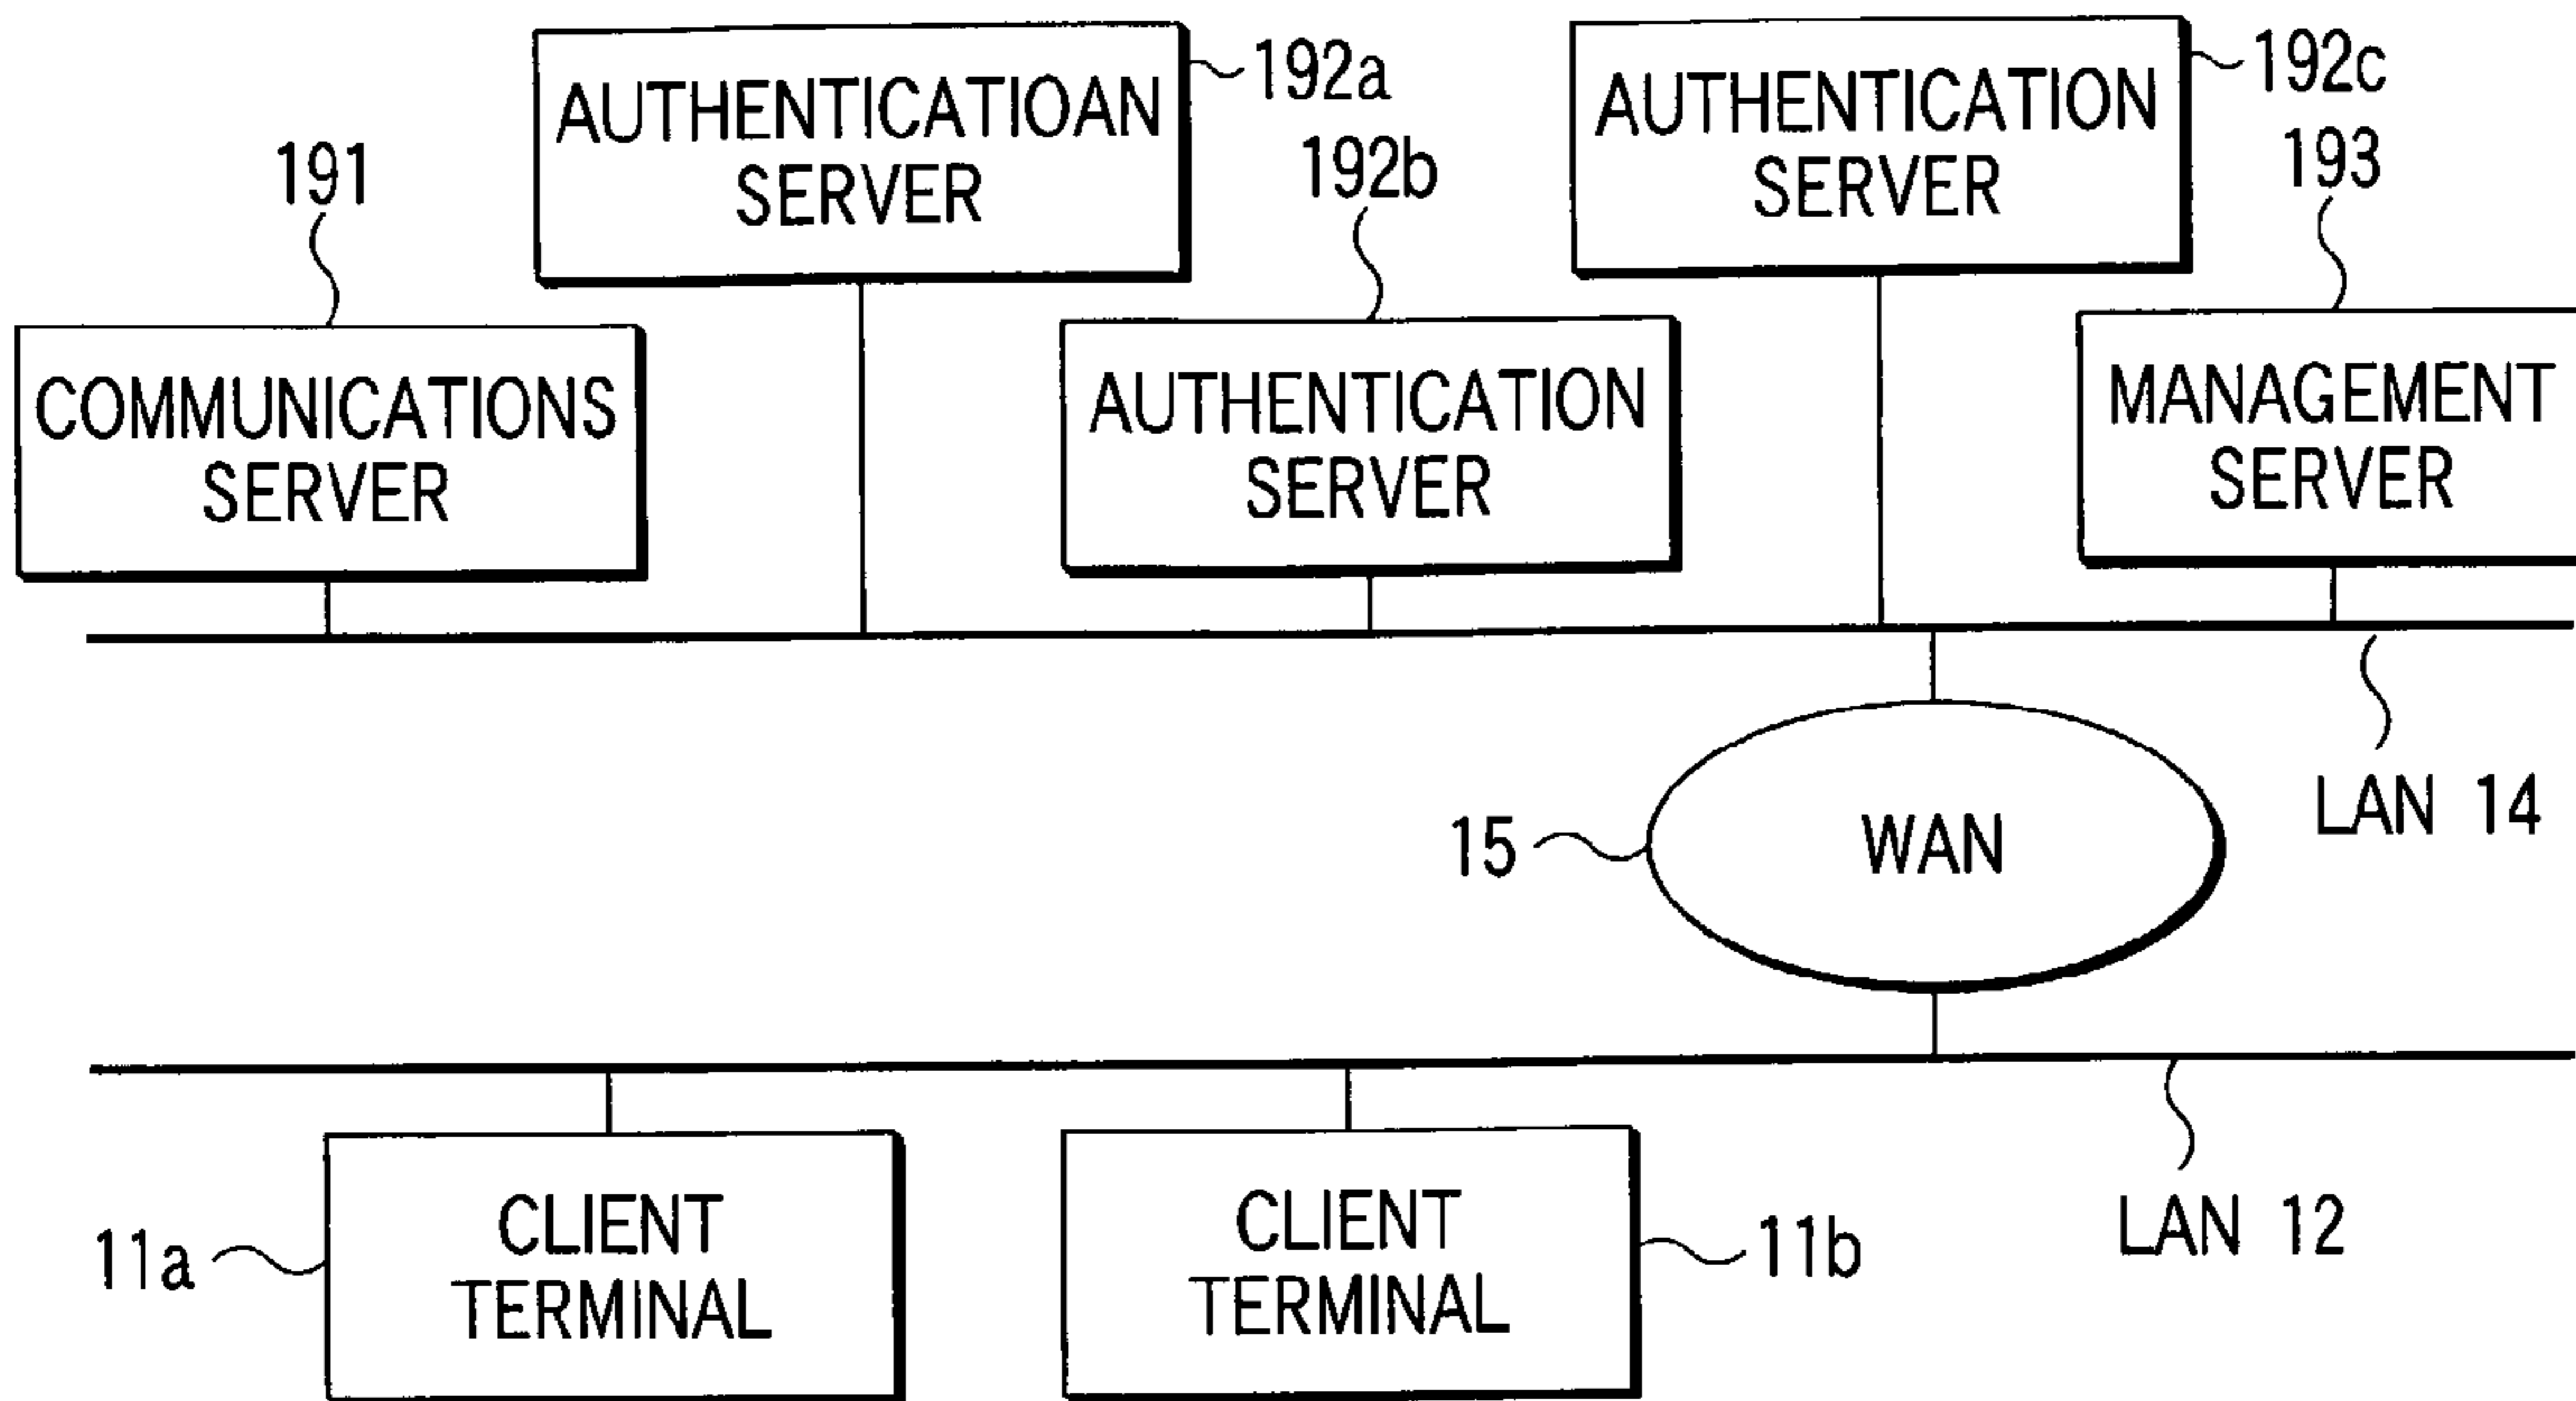 AUTHENTICATIOAN
SERVER
192a
AUTHENTICATION
SERVER
192c
191
192b
193
COMMUNICATIONS
SERVER
AUTHENTICATION
SERVER
MANAGEMENT
SERVER
LAN 14
15
WAN
11a
CLIENT
TERMINAL
CLIENT
TERMINAL
11b
LAN 12